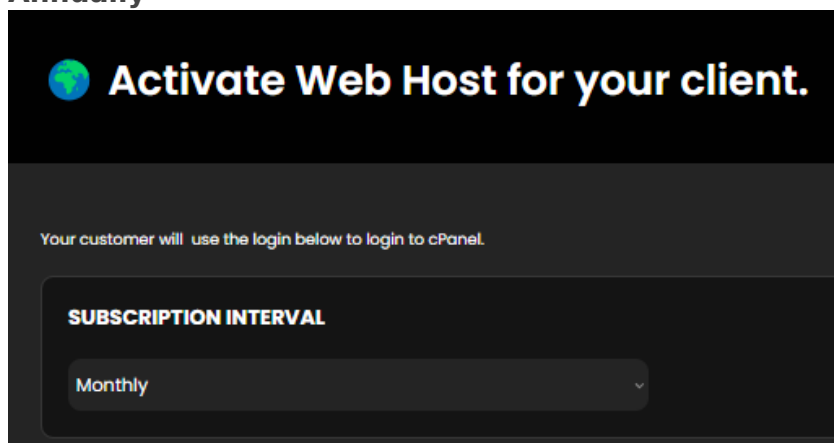 Annually
Activate Web Host for your client.
Your customer will use the login below to login to cPanel.
SUBSCRIPTION INTERVAL
Monthly